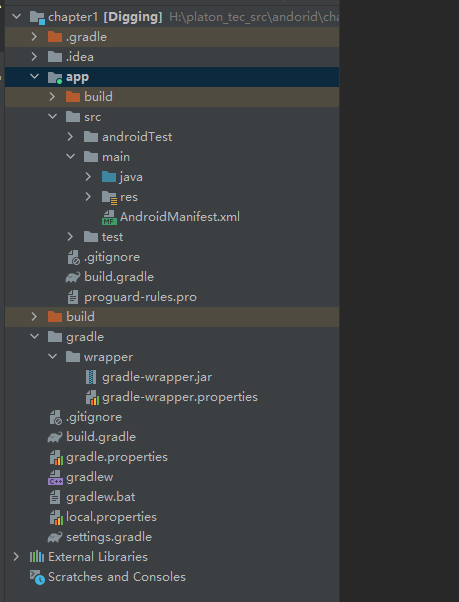 chapter1 [Digging] H:\platon_tec_src\andorid\cha
.gradle
.idea
app
build
src
androidTest
main
java
res
AndroidManifest.xml
test
.gitignore
build.gradle
proguard-rules.pro
build
gradle
wrapper
gradle-wrapper.jar
gradle-wrapper.properties
.gitignore
build.gradle
gradle.properties
gradlew
gradlew.bat
local.properties
settings.gradle
External Libraries
Scratches and Consoles